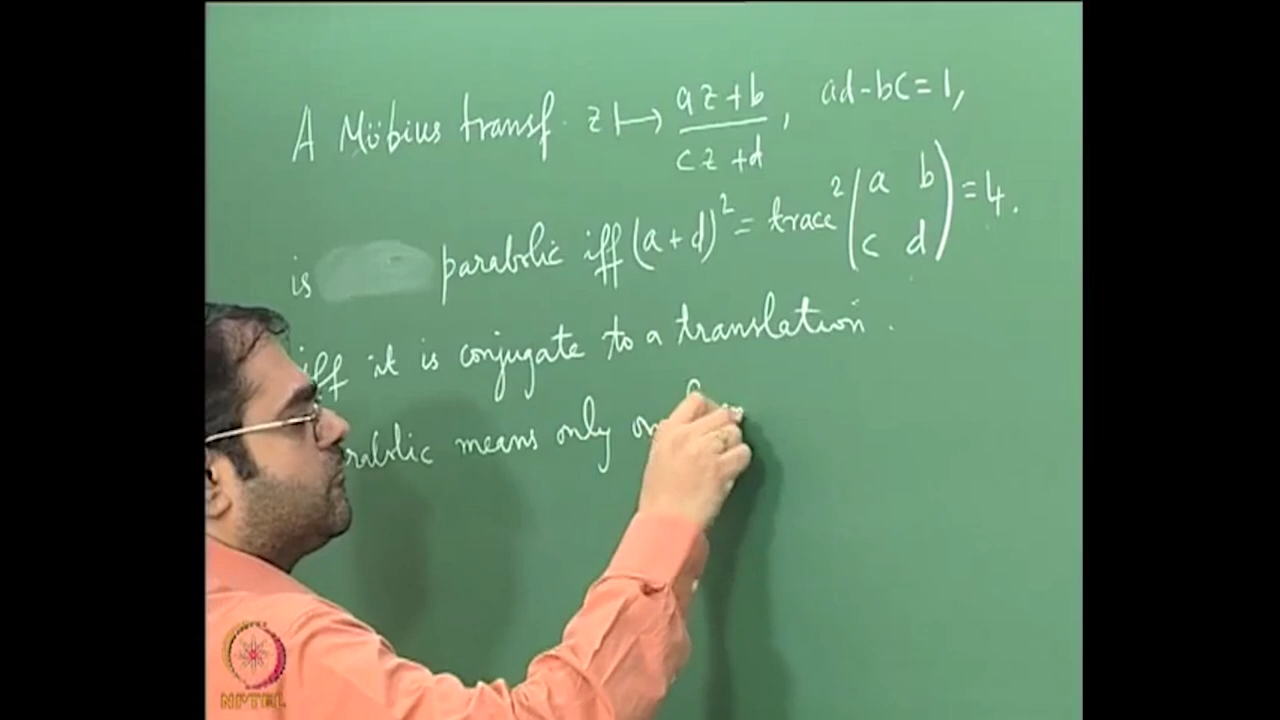 A Möbius transf. z ↦ (az+b)/(cz+d), ad-bc=1,
is parabolic iff (a+d)² = trace² (a b; c d) = 4.
iff it is conjugate to a translation.
means only
NPTEL